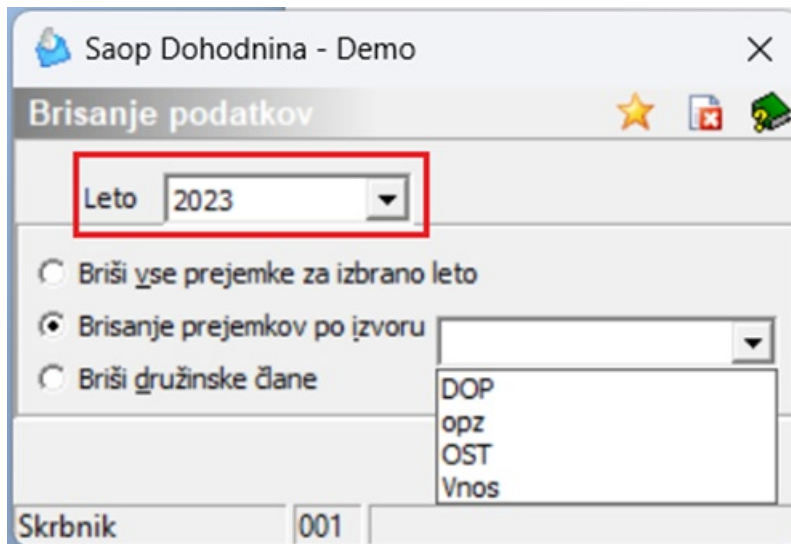 Saop Dohodnina - Demo
Brisanje podatkov
Leto 2023
Briši vse prejemke za izbrano leto
Brisanje prejemkov po izvoru
Briši družinske člane
DOP
opz
OST
Vnos
Skrbnik 001